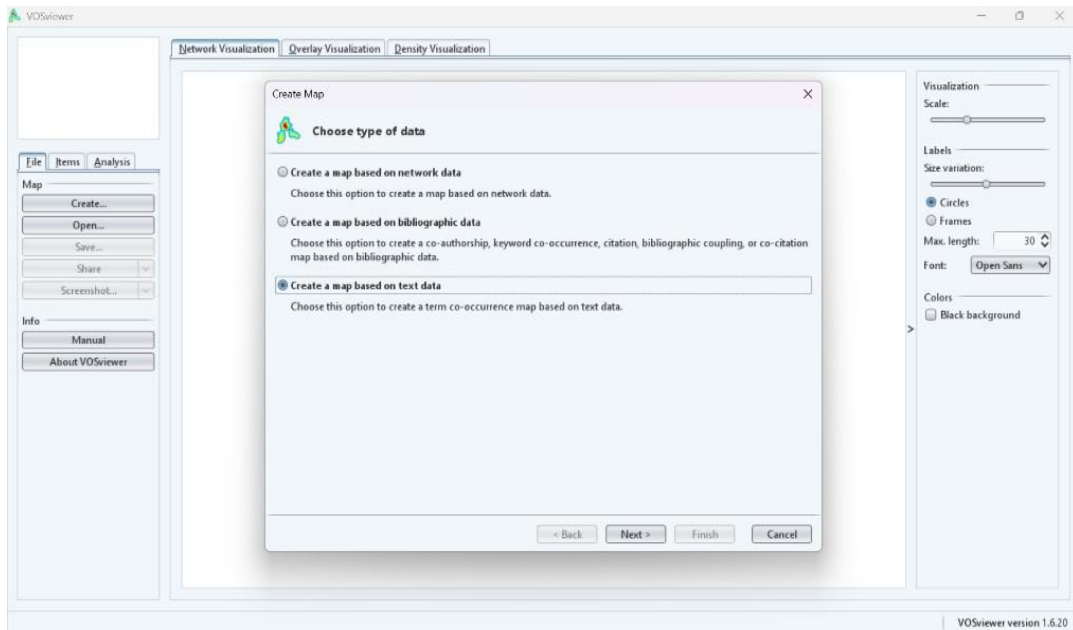 VOSviewer
Network Visualization Overlay Visualization Density Visualization
File Items Analysis
Map
Create...
Open...
Save...
Share
Screenshot...
Info
Manual
About VOSviewer
Create Map
Choose type of data
Create a map based on network data
Choose this option to create a map based on network data.
Create a map based on bibliographic data
Choose this option to create a co-authorship, keyword co-occurrence, citation, bibliographic coupling, or co-citation
map based on bibliographic data.
Create a map based on text data
Choose this option to create a term co-occurrence map based on text data.
< Back Next > Finish Cancel
Visualization
Scale:
Labels
Size variation:
Circles
Frames
Max. length: 30
Font: Open Sans
Colors
Black background
>
VOSviewer version 1.6.20